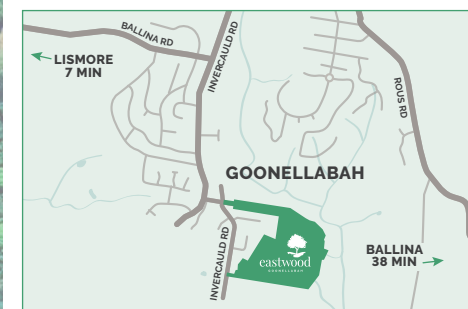 BALLINA RD
INVERCAULD RD
LISMORE
7 MIN
ROUS RD
GOONELLABAH
eastwood
GOONELLABAH
BALLINA
38 MIN
INVERCAULD RD